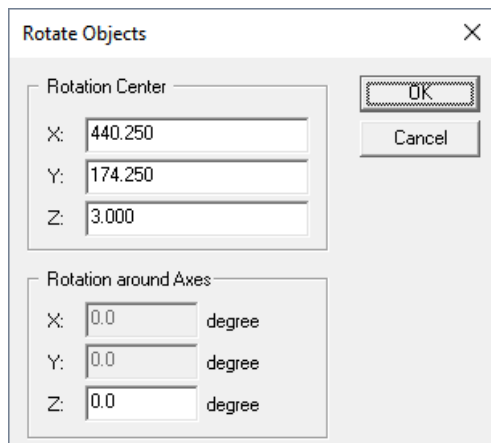 Rotate Objects
Rotation Center
X: 440.250
Y: 174.250
Z: 3.000
OK
Cancel
Rotation around Axes
X: 0.0 degree
Y: 0.0 degree
Z: 0.0 degree